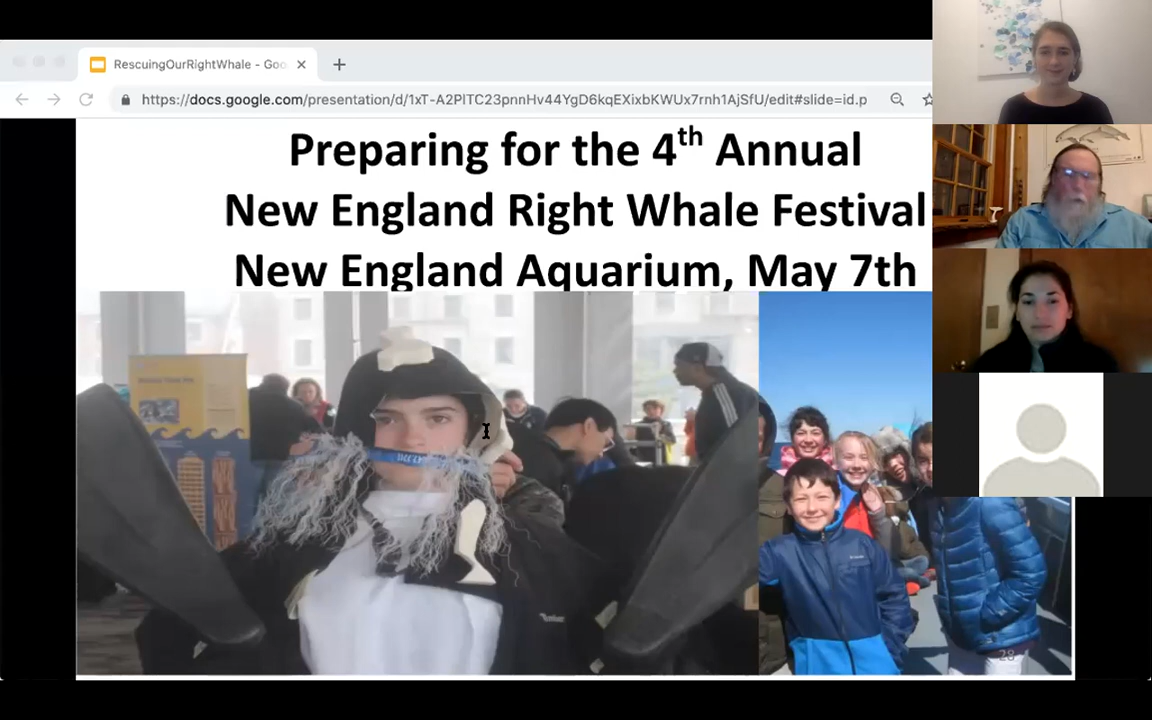 RescuingOurRightWhale - Goo
https://docs.google.com/presentation/d/1xT-A2PlTC23pnnHv44YgD6kqEXixbKWUx7rnh1AjSfU/edit#slide=id.p
Preparing for the 4th Annual
New England Right Whale Festival
New England Aquarium, May 7th
28